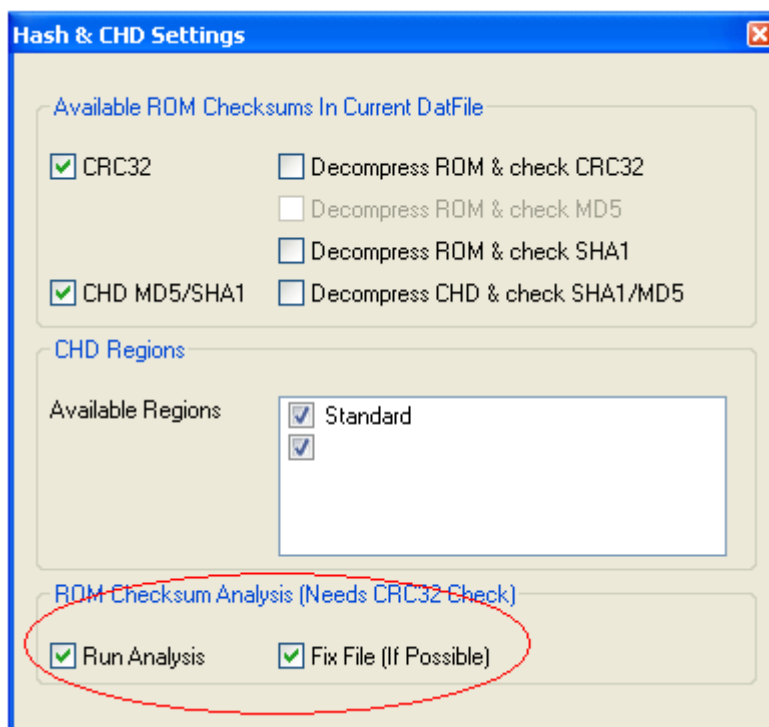 Hash & CHD Settings
Available ROM Checksums In Current DatFile
CRC32 Decompress ROM & check CRC32
Decompress ROM & check MD5
Decompress ROM & check SHA1
CHD MD5/SHA1 Decompress CHD & check SHA1/MD5
CHD Regions
Available Regions Standard
ROM Checksum Analysis (Needs CRC32 Check)
Run Analysis Fix File (If Possible)